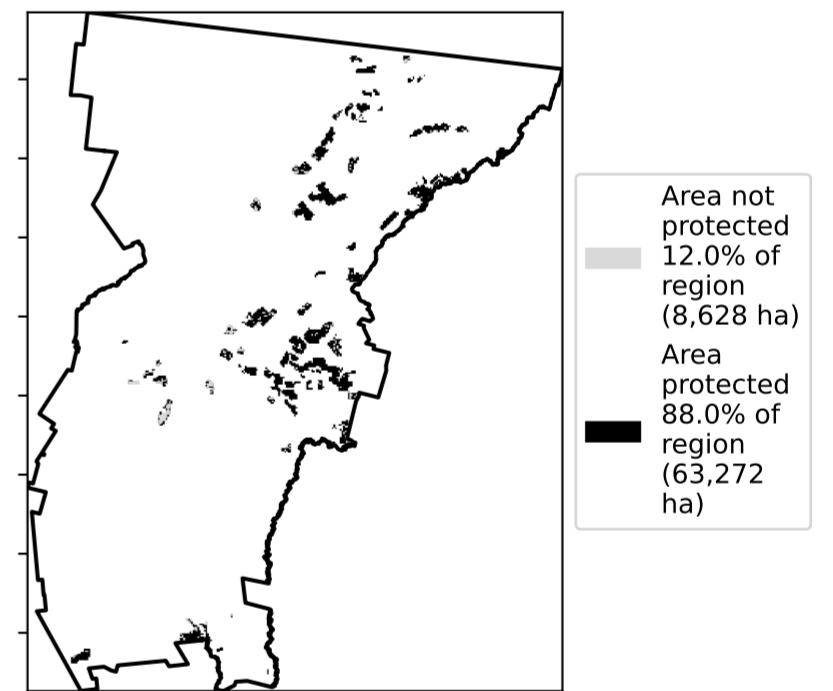 Area not
protected
12.0% of
region
(8,628 ha)
Area
protected
88.0% of
region
(63,272
ha)